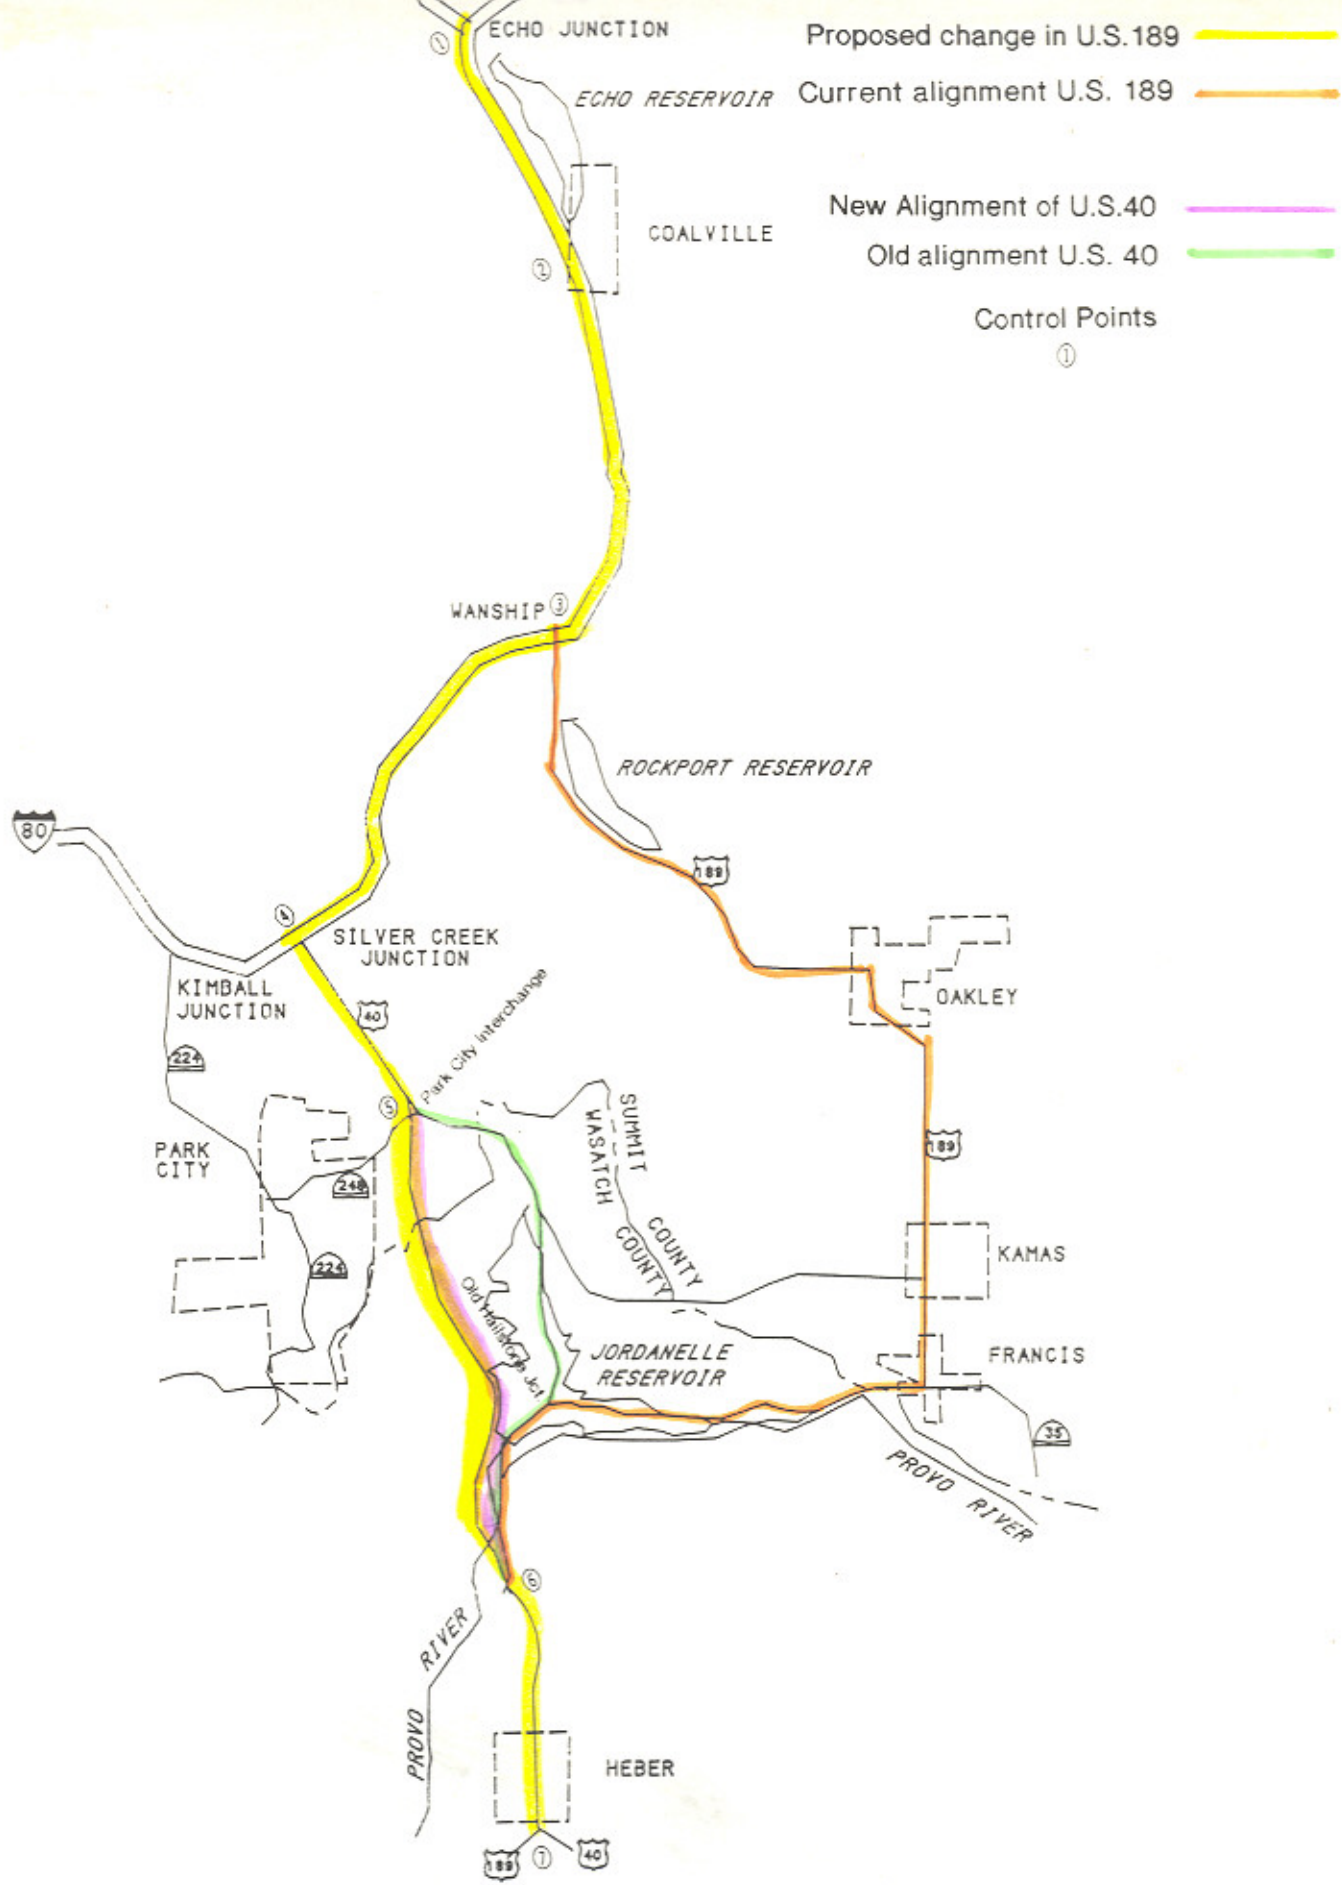 ECHO JUNCTION
Proposed change in U.S.189
①
ECHO RESERVOIR
Current alignment U.S. 189
New Alignment of U.S.40
COALVILLE
Old alignment U.S. 40
②
Control Points
①
WANSHIP ③
ROCKPORT RESERVOIR
80
189
④
SILVER CREEK
JUNCTION
KIMBALL
JUNCTION
OAKLEY
40
Park City Interchange
224
⑤
SUMMIT
WASATCH
COUNTY
COUNTY
189
PARK
CITY
248
224
KAMAS
Old Hailstone Jct
JORDANELLE
RESERVOIR
FRANCIS
35
PROVO RIVER
⑥
PROVO RIVER
HEBER
189
⑦
40